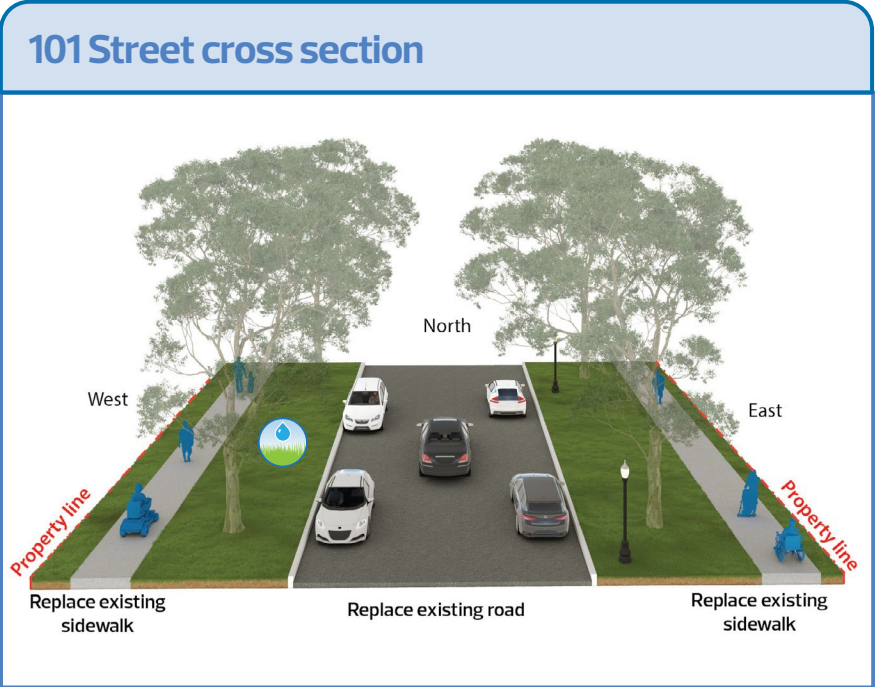 101 Street cross section
North
West
East
Property line
Property line
Replace existing
sidewalk
Replace existing road
Replace existing
sidewalk